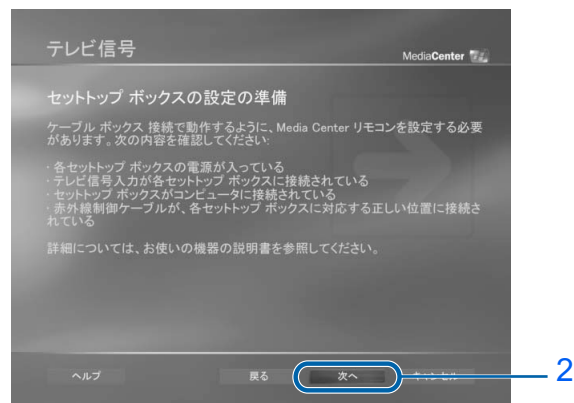 テレビ信号
MediaCenter
セットトップ ボックスの設定の準備
ケーブル ボックス 接続で動作するように、Media Center リモコンを設定する必要
があります。次の内容を確認してください:
· 各セットトップ ボックスの電源が入っている
· テレビ信号入力が各セットトップ ボックスに接続されている
· セットトップ ボックスがコンピュータに接続されている
· 赤外線制御ケーブルが、各セットトップ ボックスに対応する正しい位置に接続さ
れている
詳細については、お使いの機器の説明書を参照してください。
ヘルプ 戻る 次へ キャンセル 2